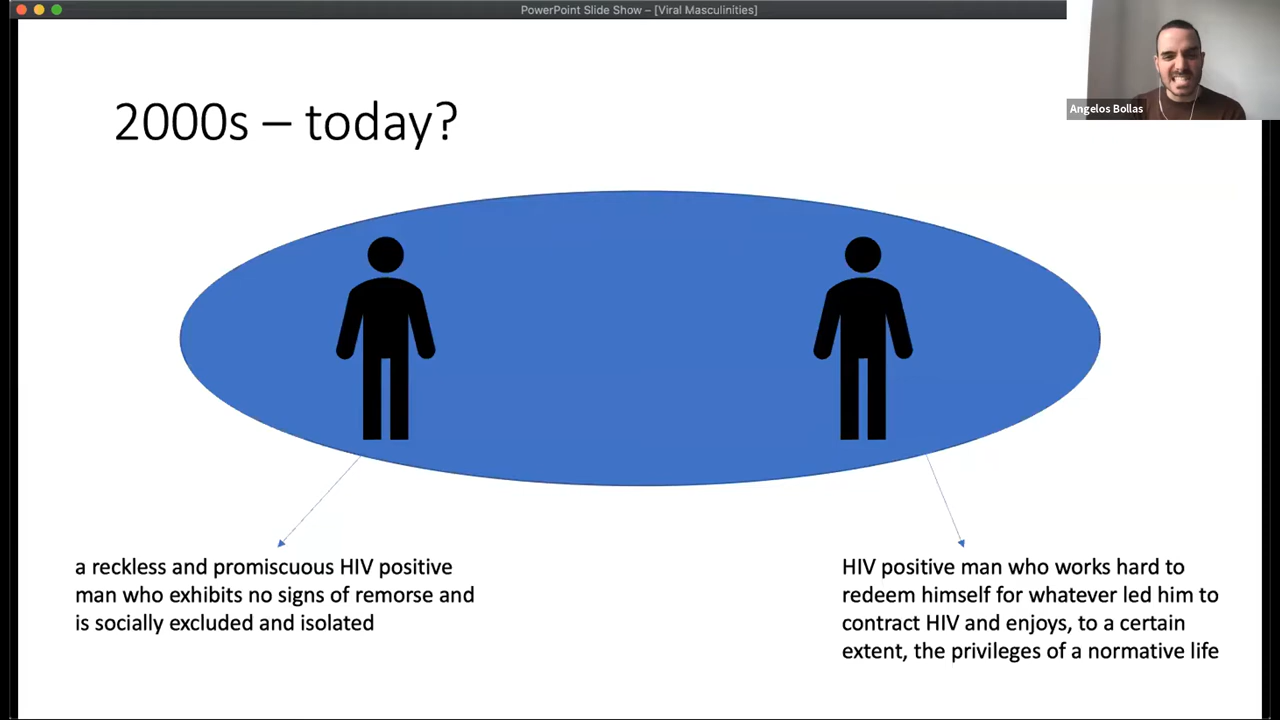 PowerPoint Slide Show – [Viral Masculinities]
Angelos Bollas
2000s – today?
a reckless and promiscuous HIV positive
man who exhibits no signs of remorse and
is socially excluded and isolated
HIV positive man who works hard to
redeem himself for whatever led him to
contract HIV and enjoys, to a certain
extent, the privileges of a normative life